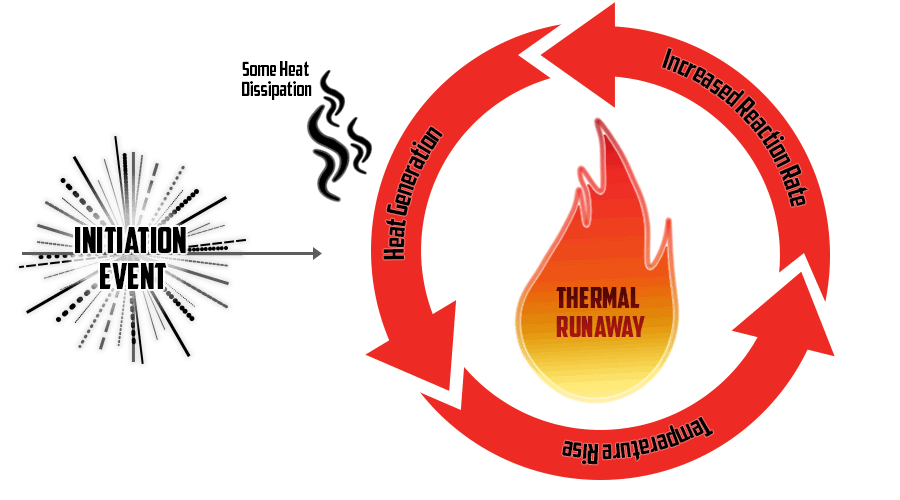 Some Heat
Dissipation
INITIATION
EVENT
Heat Generation
Increased Reaction Rate
THERMAL
RUNAWAY
Temperature Rise